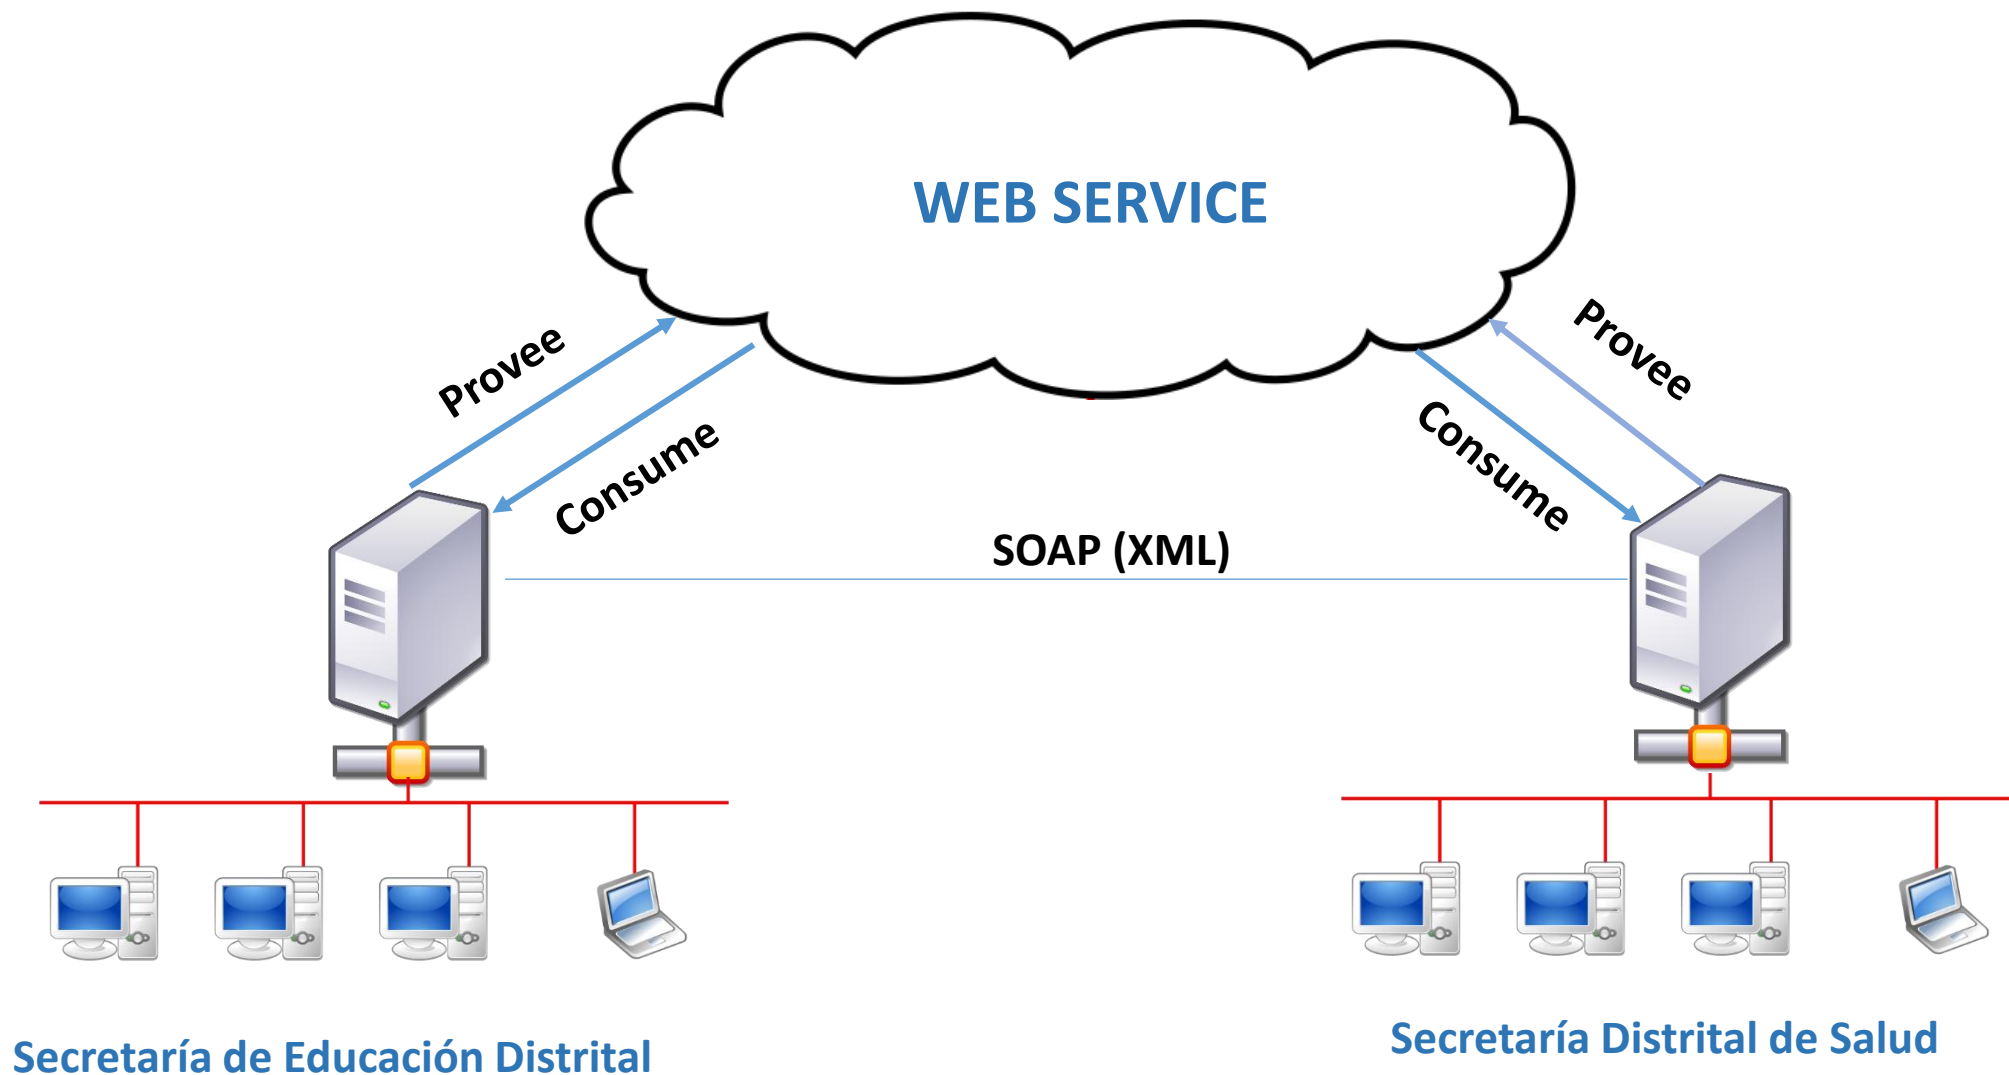 WEB SERVICE
Provee
Consume
Provee
Consume
SOAP (XML)
Secretaría de Educación Distrital
Secretaría Distrital de Salud